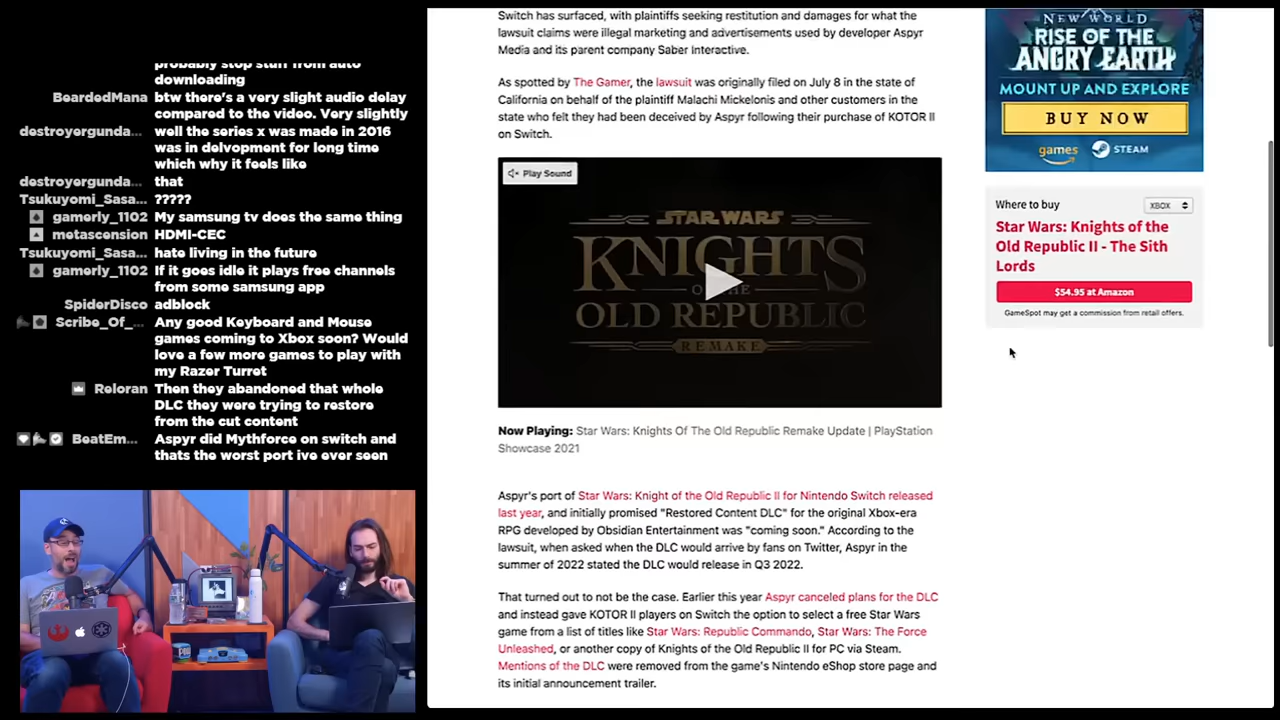 probably stop stuff from auto
downloading
BeardedMana btw there's a very slight audio delay
compared to the video. Very slightly
destroyergunda... well the series x was made in 2016
was in delvopment for long time
which why it feels like
destroyergunda... that
Tsukuyomi_Sasa... ?????
gamerly_1102 My samsung tv does the same thing
metascension HDMI-CEC
Tsukuyomi_Sasa... hate living in the future
gamerly_1102 If it goes idle it plays free channels
from some samsung app
SpiderDisco adblock
Scribe_Of_... Any good Keyboard and Mouse
games coming to Xbox soon? Would
love a few more games to play with
my Razer Turret
Reloran Then they abandoned that whole
DLC they were trying to restore
from the cut content
BeatEm... Aspyr did Mythforce on switch and
thats the worst port ive ever seen
Switch has surfaced, with plaintiffs seeking restitution and damages for what the
lawsuit claims were illegal marketing and advertisements used by developer Aspyr
Media and its parent company Saber Interactive.
As spotted by The Gamer, the lawsuit was originally filed on July 8 in the state of
California on behalf of the plaintiff Malachi Mickelonis and other customers in the
state who felt they had been deceived by Aspyr following their purchase of KOTOR II
on Switch.
Play Sound
STAR WARS
KNIGHTS
OF THE
OLD REPUBLIC
REMAKE
Now Playing: Star Wars: Knights Of The Old Republic Remake Update | PlayStation
Showcase 2021
Aspyr's port of Star Wars: Knight of the Old Republic II for Nintendo Switch released
last year, and initially promised "Restored Content DLC" for the original Xbox-era
RPG developed by Obsidian Entertainment was "coming soon." According to the
lawsuit, when asked when the DLC would arrive by fans on Twitter, Aspyr in the
summer of 2022 stated the DLC would release in Q3 2022.
That turned out to not be the case. Earlier this year Aspyr canceled plans for the DLC
and instead gave KOTOR II players on Switch the option to select a free Star Wars
game from a list of titles like Star Wars: Republic Commando, Star Wars: The Force
Unleashed, or another copy of Knights of the Old Republic II for PC via Steam.
Mentions of the DLC were removed from the game's Nintendo eShop store page and
its initial announcement trailer.
NEW WORLD
RISE OF THE
ANGRY EARTH
MOUNT UP AND EXPLORE
BUY NOW
games STEAM
Where to buy XBOX
Star Wars: Knights of the
Old Republic II - The Sith
Lords
$54.95 at Amazon
GameSpot may get a commission from retail offers.